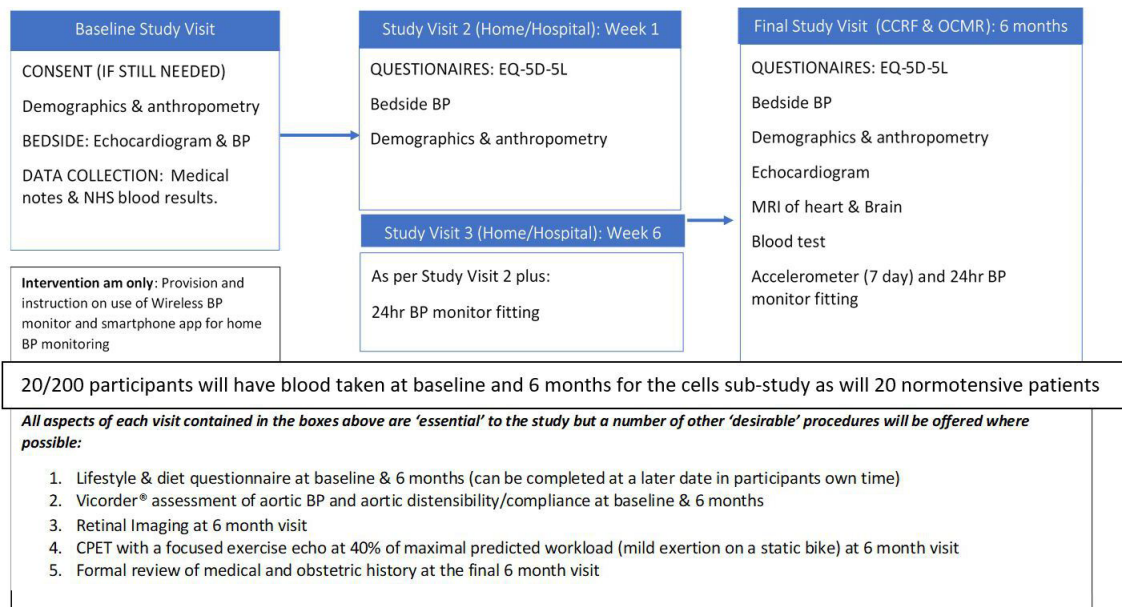 Baseline Study Visit
CONSENT (IF STILL NEEDED)
Demographics & anthropometry
BEDSIDE: Echocardiogram & BP
DATA COLLECTION: Medical
notes & NHS blood results.
Intervention am only: Provision and
instruction on use of Wireless BP
monitor and smartphone app for home
BP monitoring
Study Visit 2 (Home/Hospital): Week 1
QUESTIONAIRES: EQ-5D-5L
Bedside BP
Demographics & anthropometry
Study Visit 3 (Home/Hospital): Week 6
As per Study Visit 2 plus:
24hr BP monitor fitting
Final Study Visit (CCRF & OCMR): 6 months
QUESTIONAIRES: EQ-5D-5L
Bedside BP
Demographics & anthropometry
Echocardiogram
MRI of heart & Brain
Blood test
Accelerometer (7 day) and 24hr BP
monitor fitting
20/200 participants will have blood taken at baseline and 6 months for the cells sub-study as will 20 normotensive patients
All aspects of each visit contained in the boxes above are ‘essential’ to the study but a number of other ‘desirable’ procedures will be offered where
possible:
1. Lifestyle & diet questionnaire at baseline & 6 months (can be completed at a later date in participants own time)
2. Vicorder® assessment of aortic BP and aortic distensibility/compliance at baseline & 6 months
3. Retinal Imaging at 6 month visit
4. CPET with a focused exercise echo at 40% of maximal predicted workload (mild exertion on a static bike) at 6 month visit
5. Formal review of medical and obstetric history at the final 6 month visit